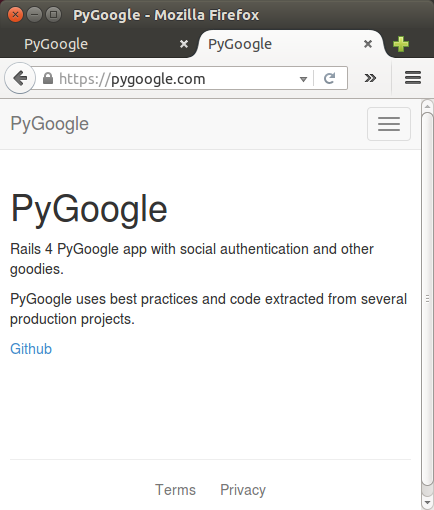 PyGoogle - Mozilla Firefox
PyGoogle
PyGoogle
https://pygoogle.com
PyGoogle
PyGoogle
Rails 4 PyGoogle app with social authentication and other
goodies.
PyGoogle uses best practices and code extracted from several
production projects.
Github
Terms Privacy